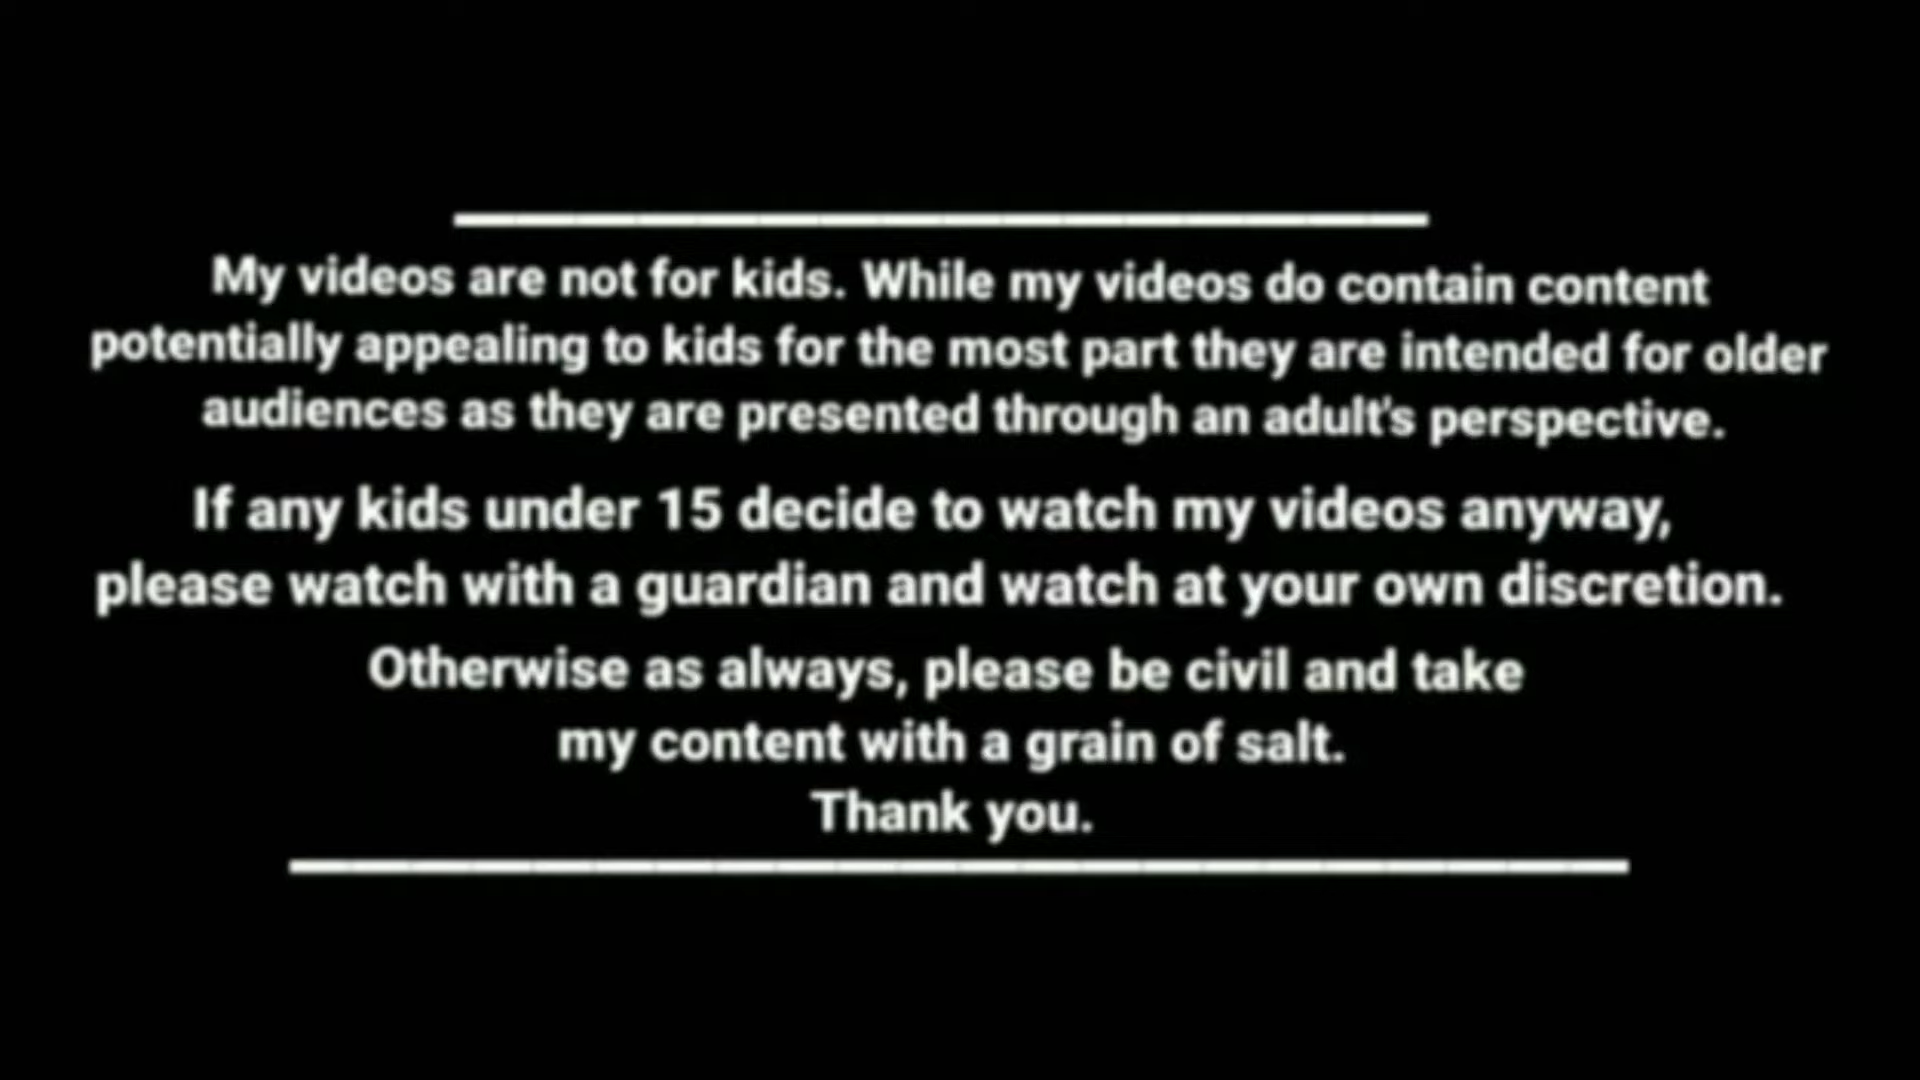 My videos are not for kids. While my videos do contain content
potentially appealing to kids for the most part they are intended for older
audiences as they are presented through an adult's perspective.
If any kids under 15 decide to watch my videos anyway,
please watch with a guardian and watch at your own discretion.
Otherwise as always, please be civil and take
my content with a grain of salt.
Thank you.